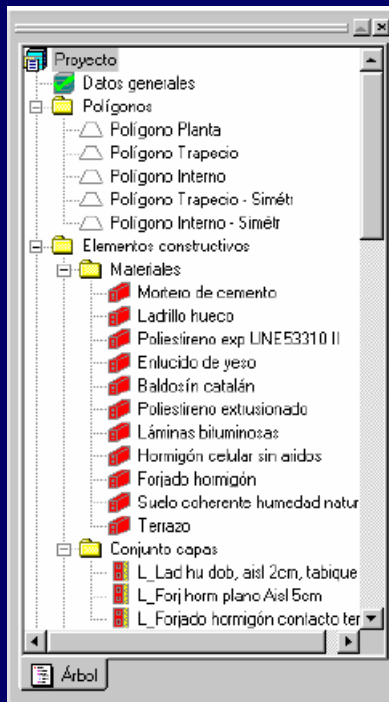 Proyecto
Datos generales
Polígonos
Polígono Planta
Polígono Trapecio
Polígono Interno
Polígono Trapecio - Simétr
Polígono Interno - Simétr
Elementos constructivos
Materiales
Mortero de cemento
Ladrillo hueco
Poliestireno exp UNE53310 II
Enlucido de yeso
Baldosín catalán
Poliestireno extrusionado
Láminas bituminosas
Hormigón celular sin aridos
Forjado hormigón
Suelo coherente humedad natur
Terrazo
Conjunto capas
L_Lad hu dob, aisl 2cm, tabique
L_Forj horm plano Aisl 5cm
L_Forjado hormigón contacto ter
Árbol